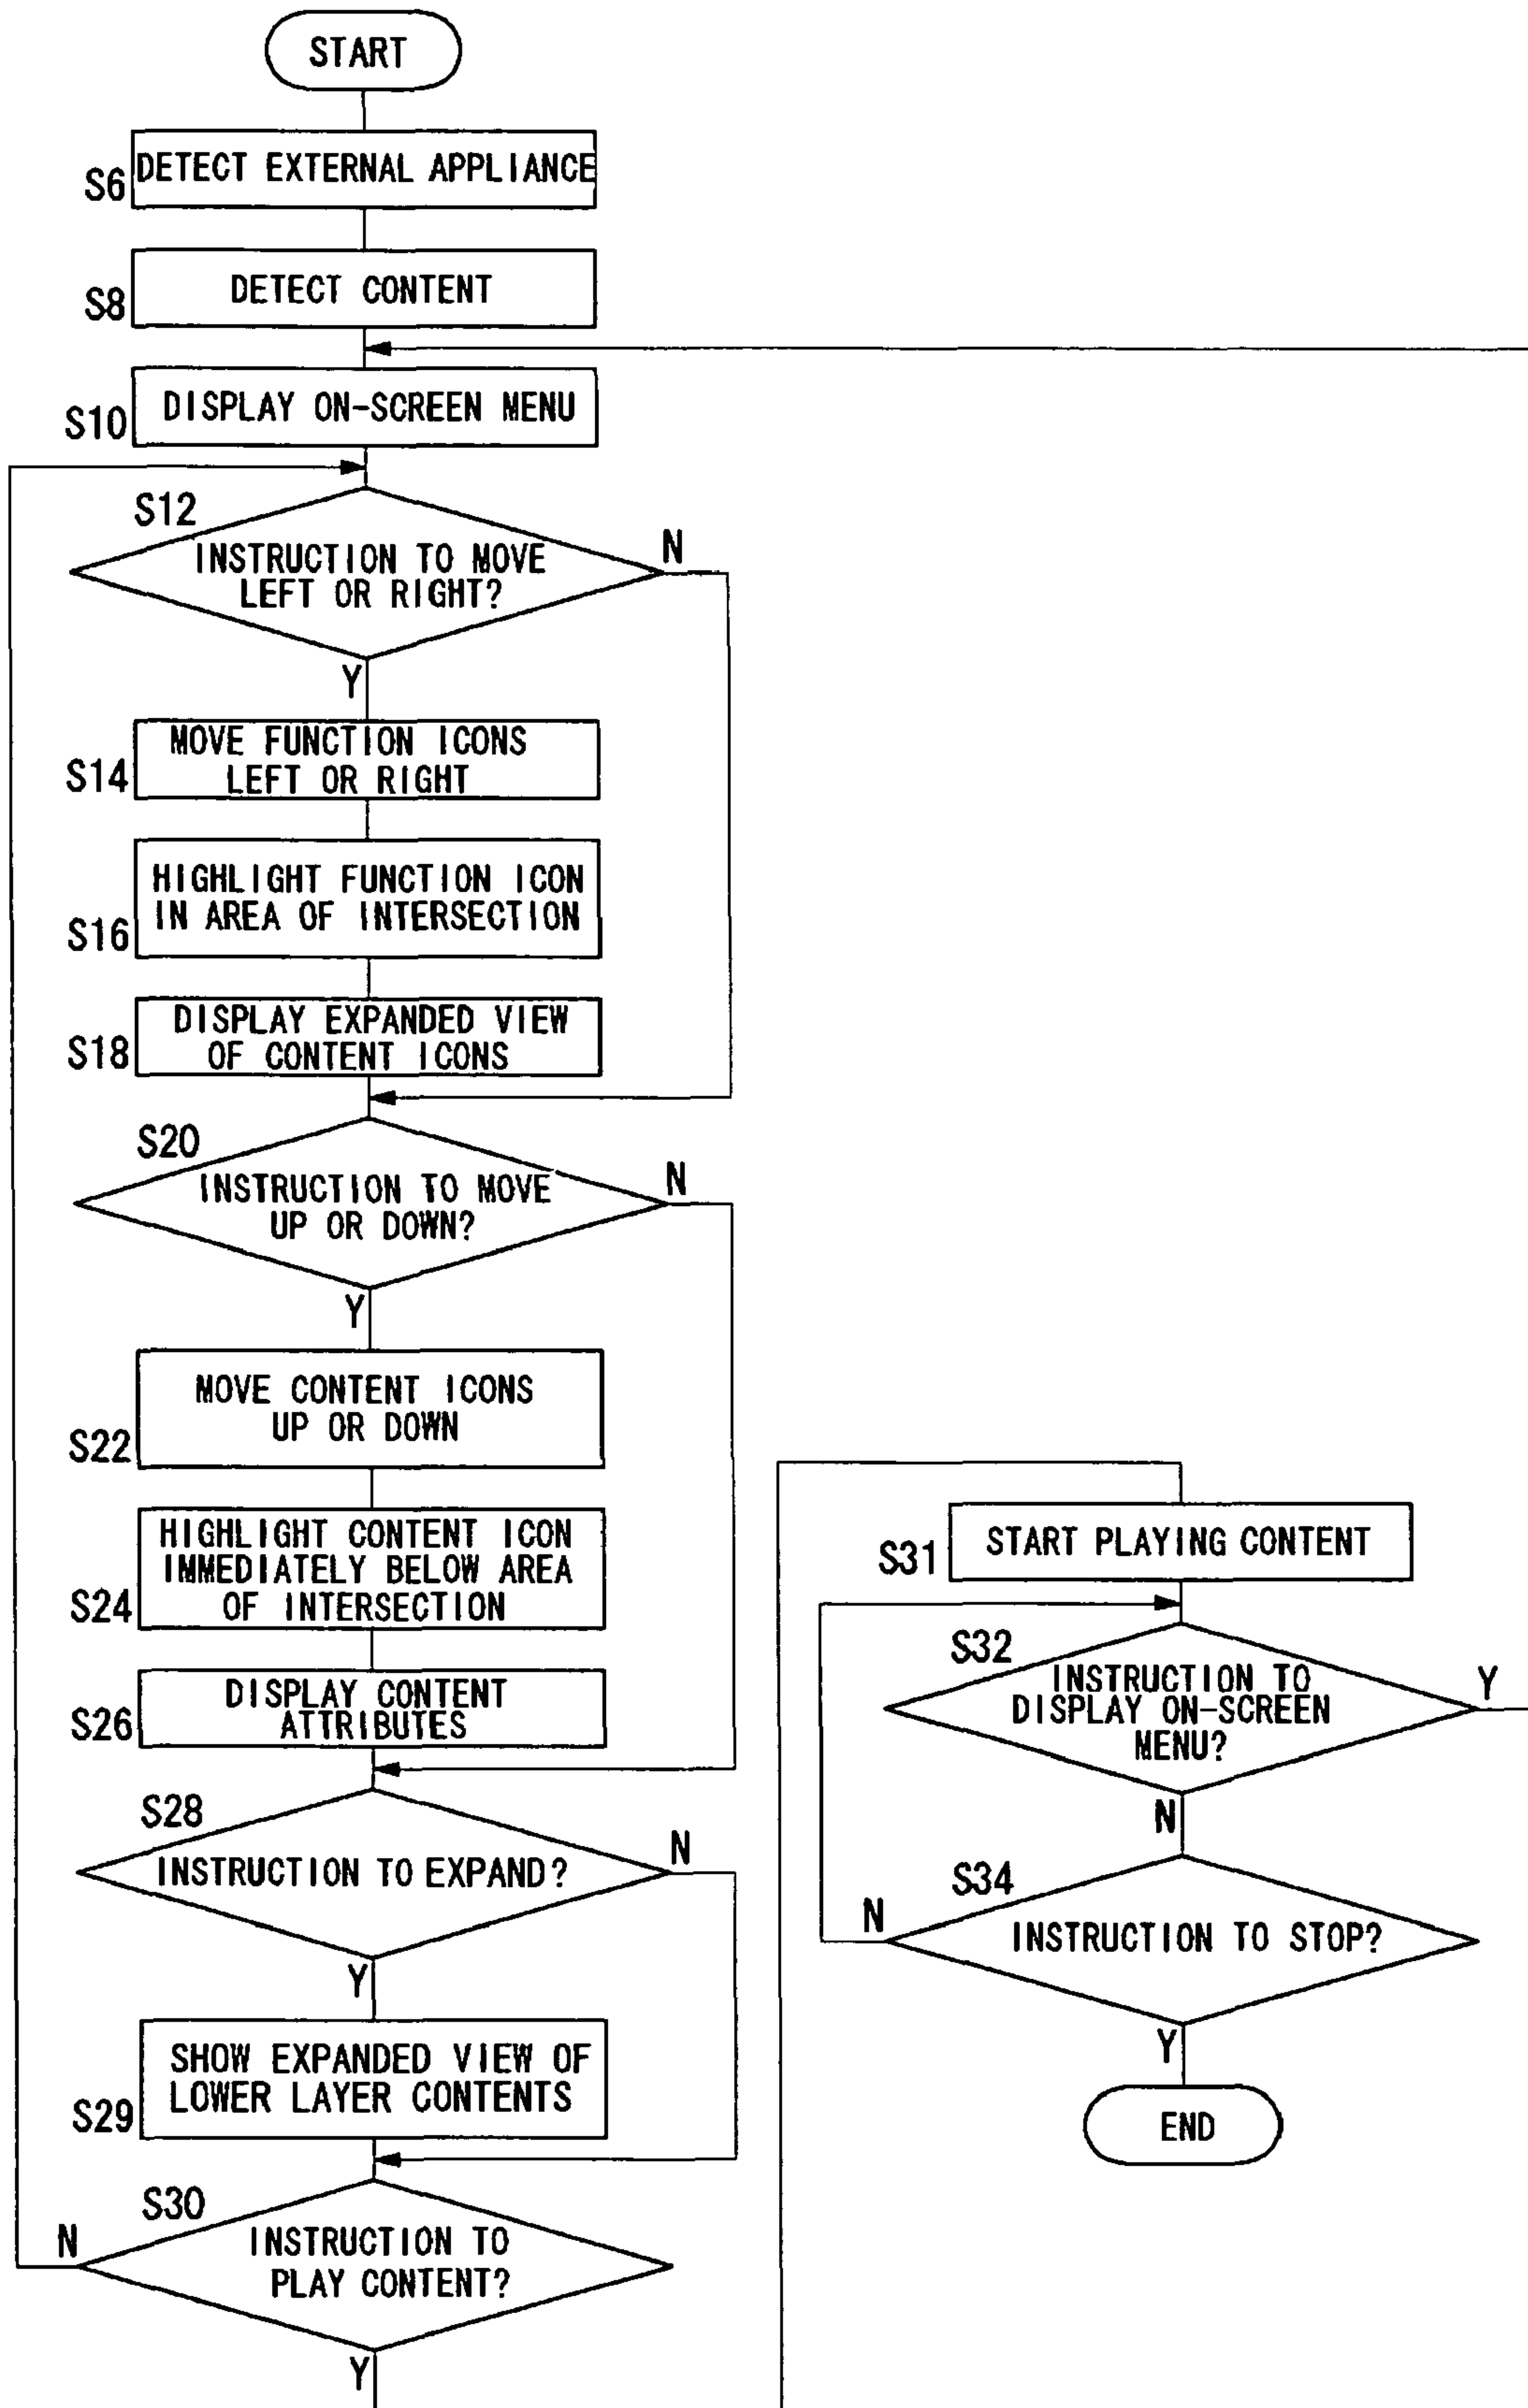 START
S6
DETECT EXTERNAL APPLIANCE
S8
DETECT CONTENT
S10
DISPLAY ON-SCREEN MENU
S12
INSTRUCTION TO MOVE
LEFT OR RIGHT?
N
Y
S14
MOVE FUNCTION ICONS
LEFT OR RIGHT
S16
HIGHLIGHT FUNCTION ICON
IN AREA OF INTERSECTION
S18
DISPLAY EXPANDED VIEW
OF CONTENT ICONS
S20
INSTRUCTION TO MOVE
UP OR DOWN?
N
Y
S22
MOVE CONTENT ICONS
UP OR DOWN
S24
HIGHLIGHT CONTENT ICON
IMMEDIATELY BELOW AREA
OF INTERSECTION
S26
DISPLAY CONTENT
ATTRIBUTES
S28
INSTRUCTION TO EXPAND?
N
Y
S29
SHOW EXPANDED VIEW OF
LOWER LAYER CONTENTS
S30
INSTRUCTION TO
PLAY CONTENT?
N
Y
S31
START PLAYING CONTENT
S32
INSTRUCTION TO
DISPLAY ON-SCREEN
MENU?
Y
N
S34
INSTRUCTION TO STOP?
N
Y
END